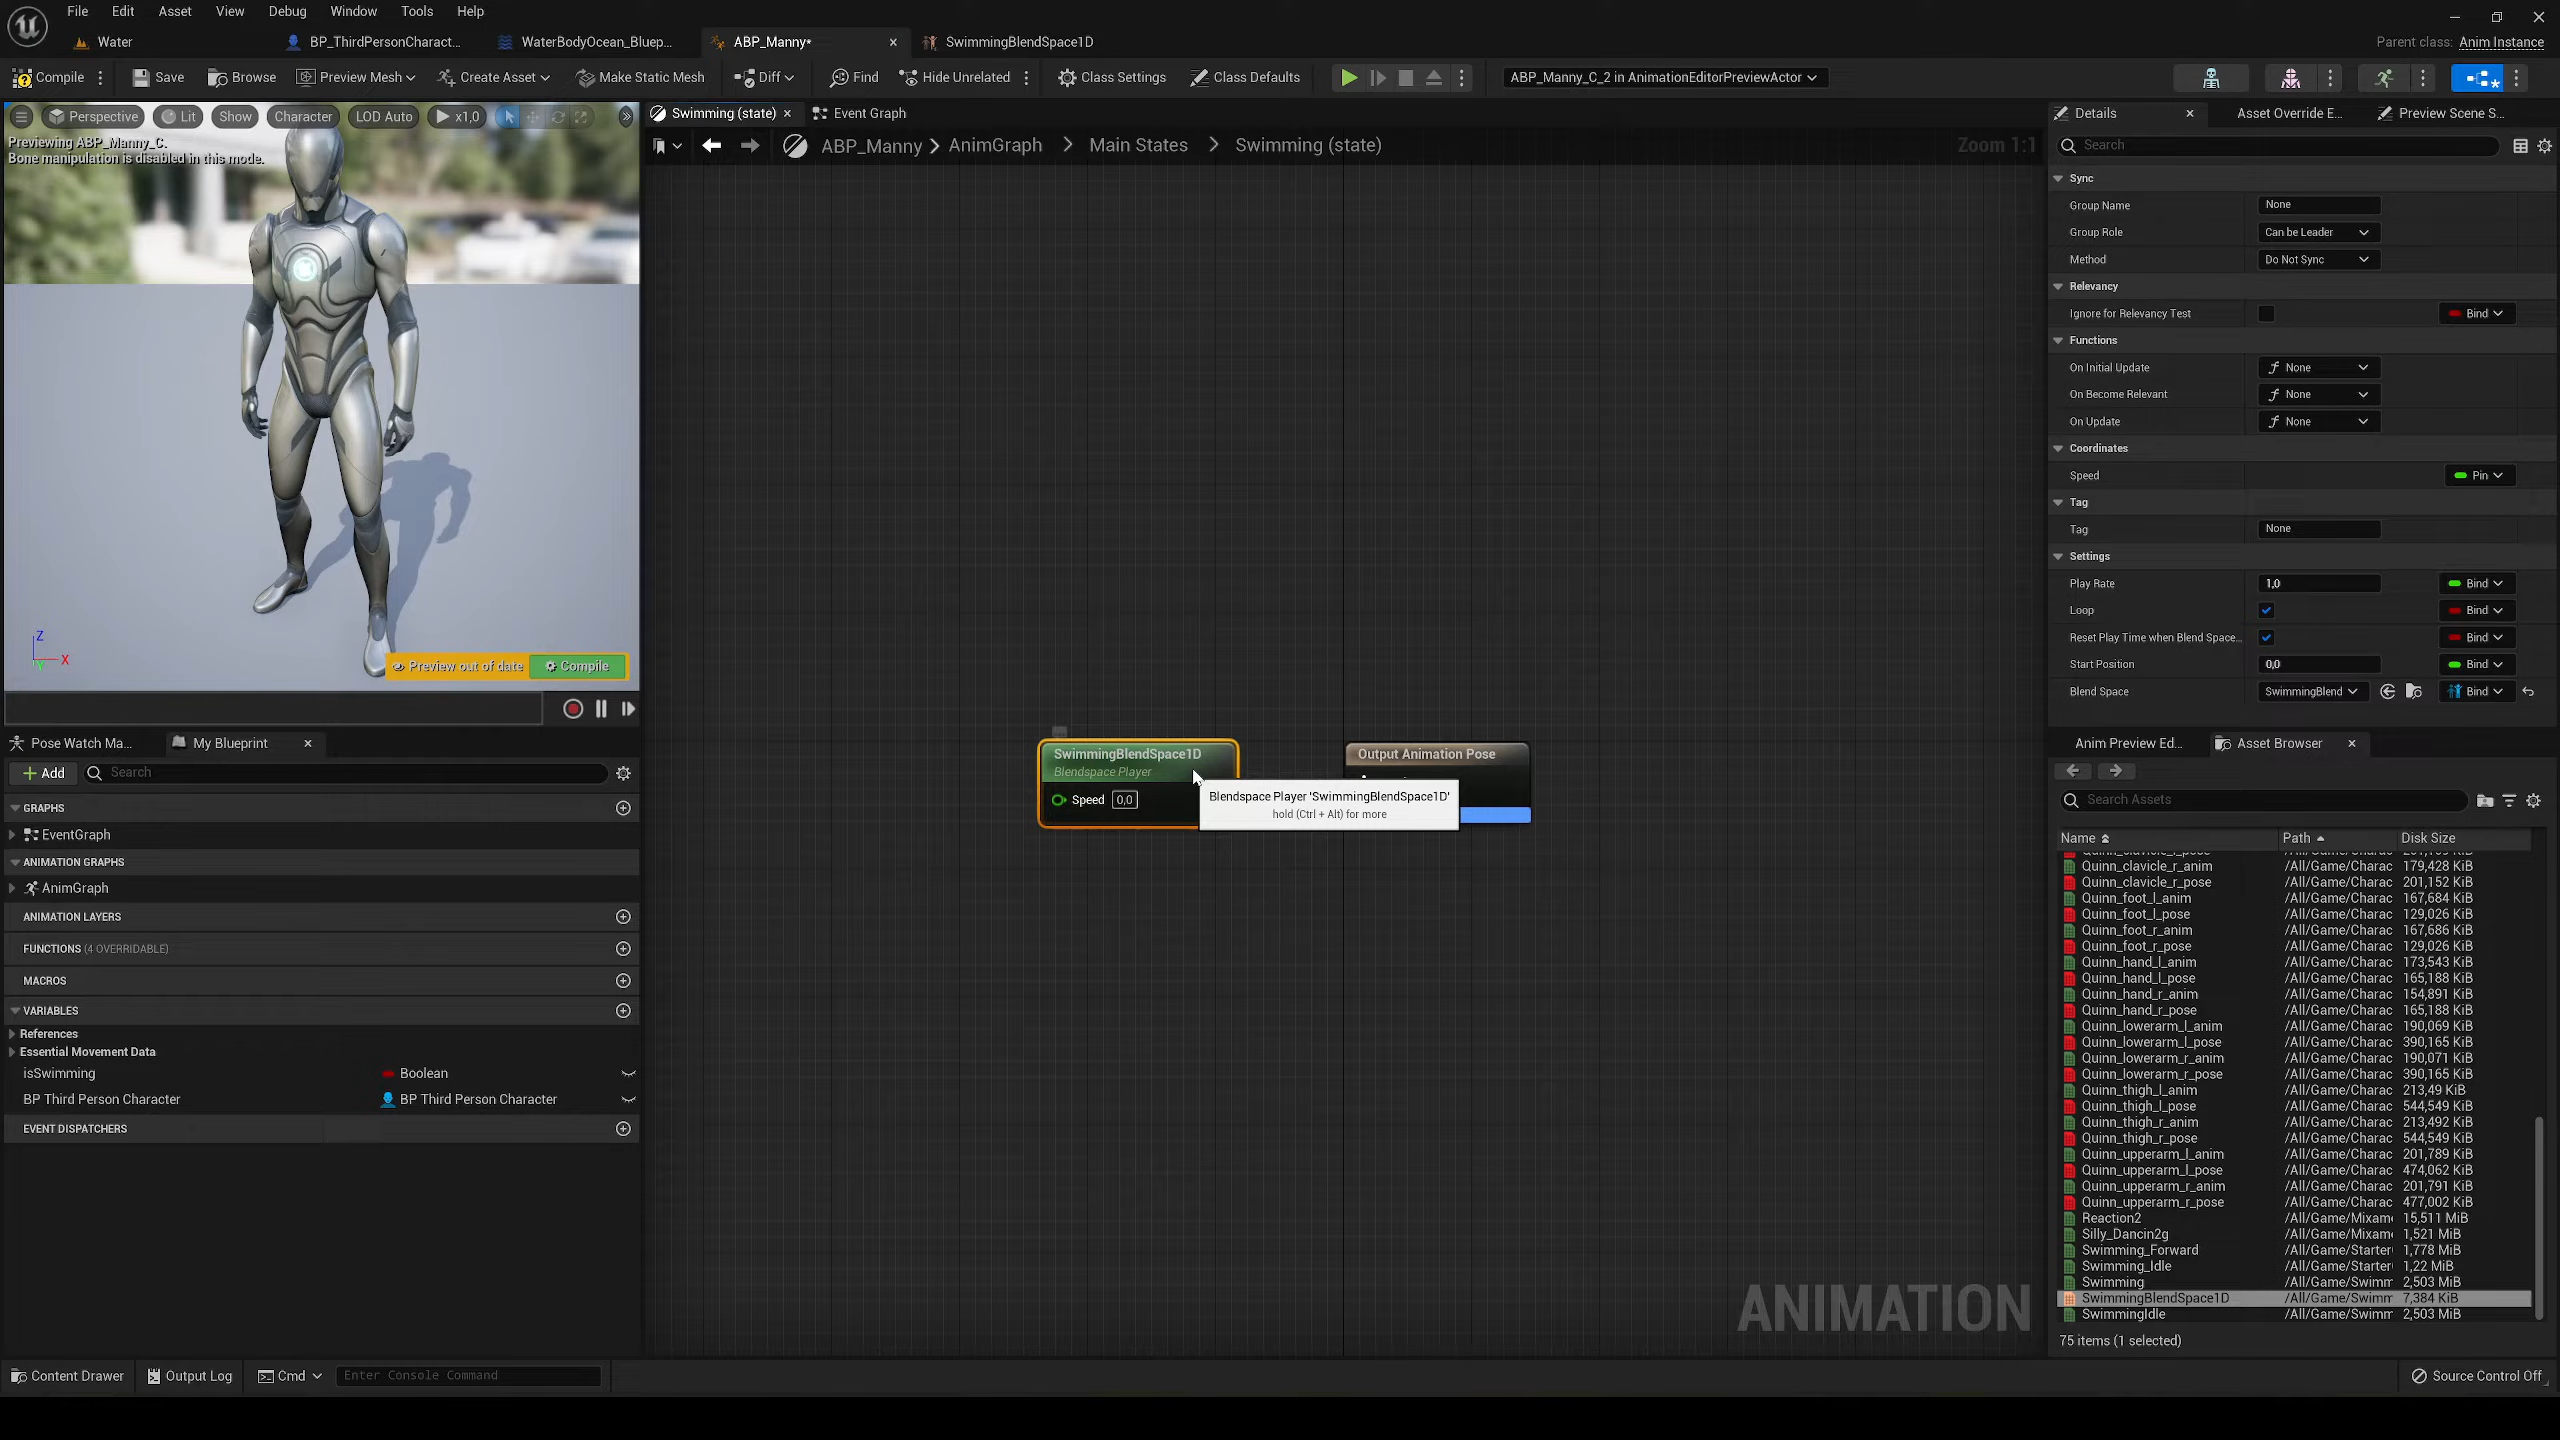 File Edit Asset View Debug Window Tools Help
Water BP_ThirdPersonCharact... WaterBodyOcean_Bluep... ABP_Manny* SwimmingBlendSpace1D Parent class: Anim Instance
Compile Save Browse Preview Mesh Create Asset Make Static Mesh Diff Find Hide Unrelated Class Settings Class Defaults ABP_Manny_C_2 in AnimationEditorPreviewActor
Perspective Lit Show Character LOD Auto x1,0
Previewing ABP_Manny_C.
Bone manipulation is disabled in this mode.
Z
X
Y
Preview out of date Compile
Swimming (state) Event Graph
ABP_Manny > AnimGraph > Main States > Swimming (state) Zoom 1:1
SwimmingBlendSpace1D
Blendspace Player
Speed 0,0
Output Animation Pose
Blendspace Player 'SwimmingBlendSpace1D'
hold (Ctrl + Alt) for more
ANIMATION
Pose Watch Ma... My Blueprint
Add Search
GRAPHS
EventGraph
ANIMATION GRAPHS
AnimGraph
ANIMATION LAYERS
FUNCTIONS (4 OVERRIDABLE)
MACROS
VARIABLES
References
Essential Movement Data
isSwimming Boolean
BP Third Person Character BP Third Person Character
EVENT DISPATCHERS
Details Asset Override E... Preview Scene S...
Search
Sync
Group Name None
Group Role Can be Leader
Method Do Not Sync
Relevancy
Ignore for Relevancy Test Bind
Functions
On Initial Update None
On Become Relevant None
On Update None
Coordinates
Speed Pin
Tag
Tag None
Settings
Play Rate 1,0 Bind
Loop Bind
Reset Play Time when Blend Space... Bind
Start Position 0,0 Bind
Blend Space SwimmingBlend Bind
Anim Preview Ed... Asset Browser
Search Assets
Name Path Disk Size
Quinn_clavicle_r_anim /All/Game/Charac 179,428 KiB
Quinn_clavicle_r_pose /All/Game/Charac 201,152 KiB
Quinn_foot_l_anim /All/Game/Charac 167,684 KiB
Quinn_foot_l_pose /All/Game/Charac 129,026 KiB
Quinn_foot_r_anim /All/Game/Charac 167,686 KiB
Quinn_foot_r_pose /All/Game/Charac 129,026 KiB
Quinn_hand_l_anim /All/Game/Charac 173,543 KiB
Quinn_hand_l_pose /All/Game/Charac 165,188 KiB
Quinn_hand_r_anim /All/Game/Charac 154,891 KiB
Quinn_hand_r_pose /All/Game/Charac 165,188 KiB
Quinn_lowerarm_l_anim /All/Game/Charac 190,069 KiB
Quinn_lowerarm_l_pose /All/Game/Charac 390,165 KiB
Quinn_lowerarm_r_anim /All/Game/Charac 190,071 KiB
Quinn_lowerarm_r_pose /All/Game/Charac 390,165 KiB
Quinn_thigh_l_anim /All/Game/Charac 213,49 KiB
Quinn_thigh_l_pose /All/Game/Charac 544,549 KiB
Quinn_thigh_r_anim /All/Game/Charac 213,492 KiB
Quinn_thigh_r_pose /All/Game/Charac 544,549 KiB
Quinn_upperarm_l_anim /All/Game/Charac 201,789 KiB
Quinn_upperarm_l_pose /All/Game/Charac 474,062 KiB
Quinn_upperarm_r_anim /All/Game/Charac 201,791 KiB
Quinn_upperarm_r_pose /All/Game/Charac 477,002 KiB
Reaction2 /All/Game/Mixam 15,511 MiB
Silly_Dancin2g /All/Game/Mixam 1,521 MiB
Swimming_Forward /All/Game/Starter 1,778 MiB
Swimming_Idle /All/Game/Starter 1,22 MiB
Swimming /All/Game/Swimm 2,503 MiB
SwimmingBlendSpace1D /All/Game/Swimm 7,384 KiB
SwimmingIdle /All/Game/Swimm 2,503 MiB
75 items (1 selected)
Content Drawer Output Log Cmd Enter Console Command Source Control Off